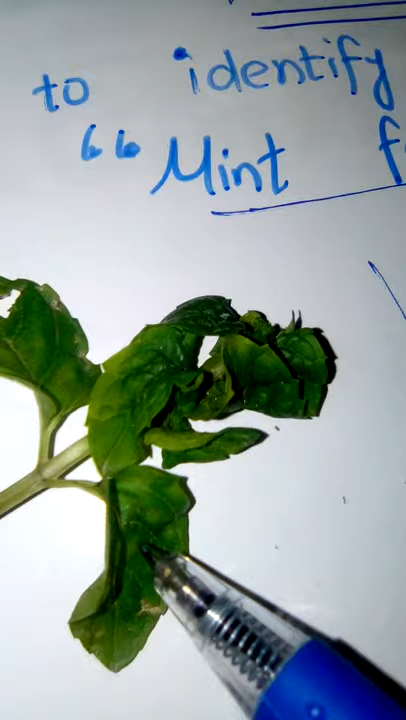 to identify
“ Mint f